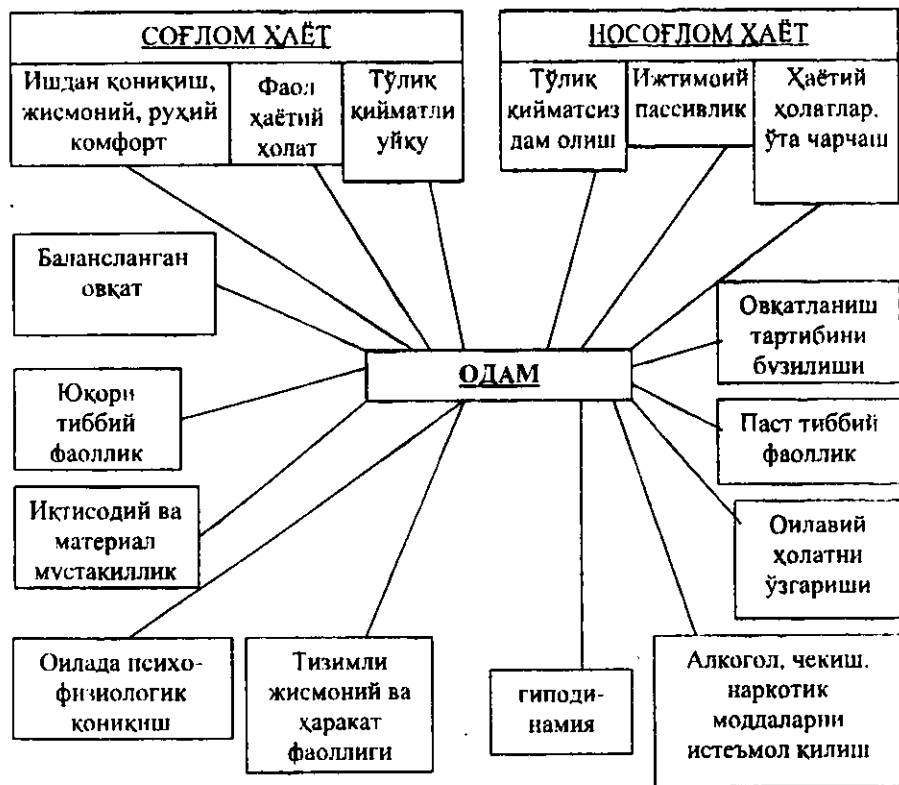 СОҒЛОМ ҲАЁТ
Ишдан қониқиш,
жисмоний, руҳий
комфорт
Фаол
ҳаётий
ҳолат
Тўлиқ
қийматли
уйқу
НОСОҒЛОМ ҲАЁТ
Тўлиқ
қийматсиз
дам олиш
Ижтимоий
пассивлик
Ҳаётий
ҳолатлар.
ўта чарчаш
Балансланган
овқат
Юқори
тиббий
фаоллик
Иқтисодий ва
материал
мустақиллик
Оилада психо-
физиологик
қониқиш
Тизимли
жисмоний ва
ҳаракат
фаоллиги
ОДАМ
Овқатланиш
тартибини
бузилиши
Паст тиббий
фаоллик
Оилавий
ҳолатни
ўзгариши
гиподи-
намия
Алкогол, чекиш.
наркотик
моддаларни
истеъмол қилиш